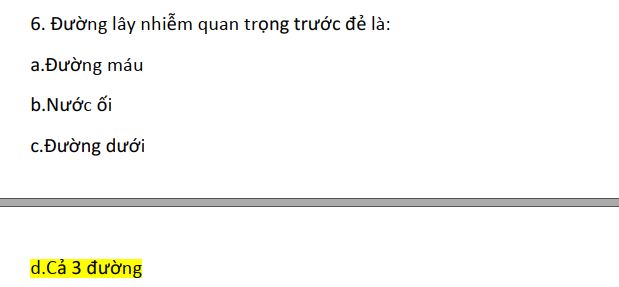 6. Đường lây nhiễm quan trọng trước đẻ là:
a.Đường máu
b.Nước ối
c.Đường dưới
d.Cả 3 đường